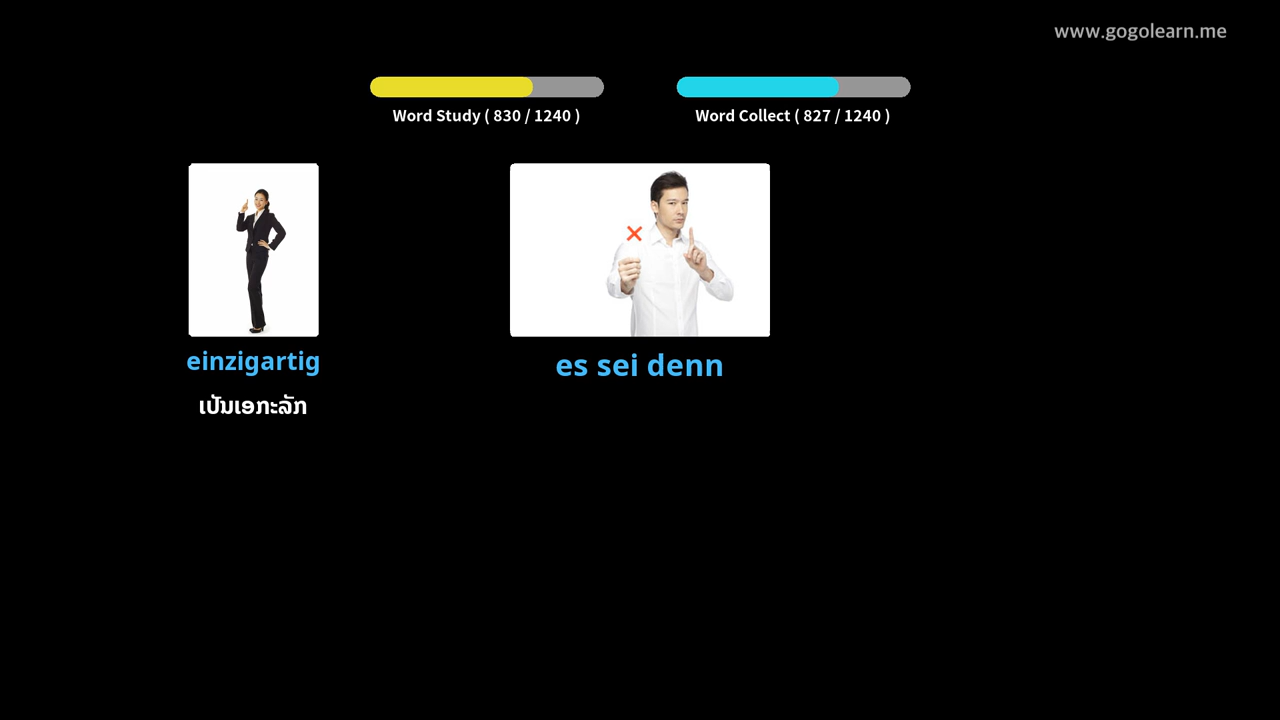 www.gogolearn.me
Word Study ( 830 / 1240 )
Word Collect ( 827 / 1240 )
einzigartig
ເປັນເອກະລັກ
es sei denn